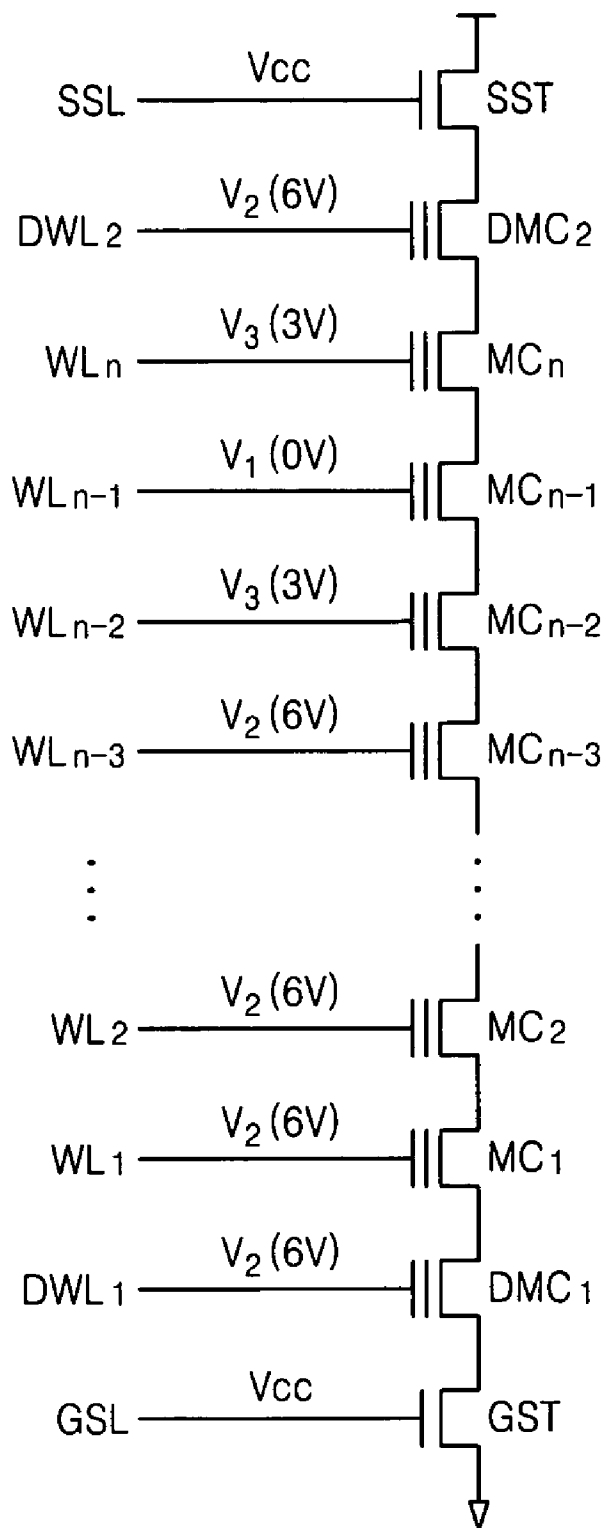 SSL Vcc SST
DWL2 V2 (6V) DMC2
WLn V3 (3V) MCn
WLn-1 V1 (0V) MCn-1
WLn-2 V3 (3V) MCn-2
WLn-3 V2 (6V) MCn-3
WL2 V2 (6V) MC2
WL1 V2 (6V) MC1
DWL1 V2 (6V) DMC1
GSL Vcc GST